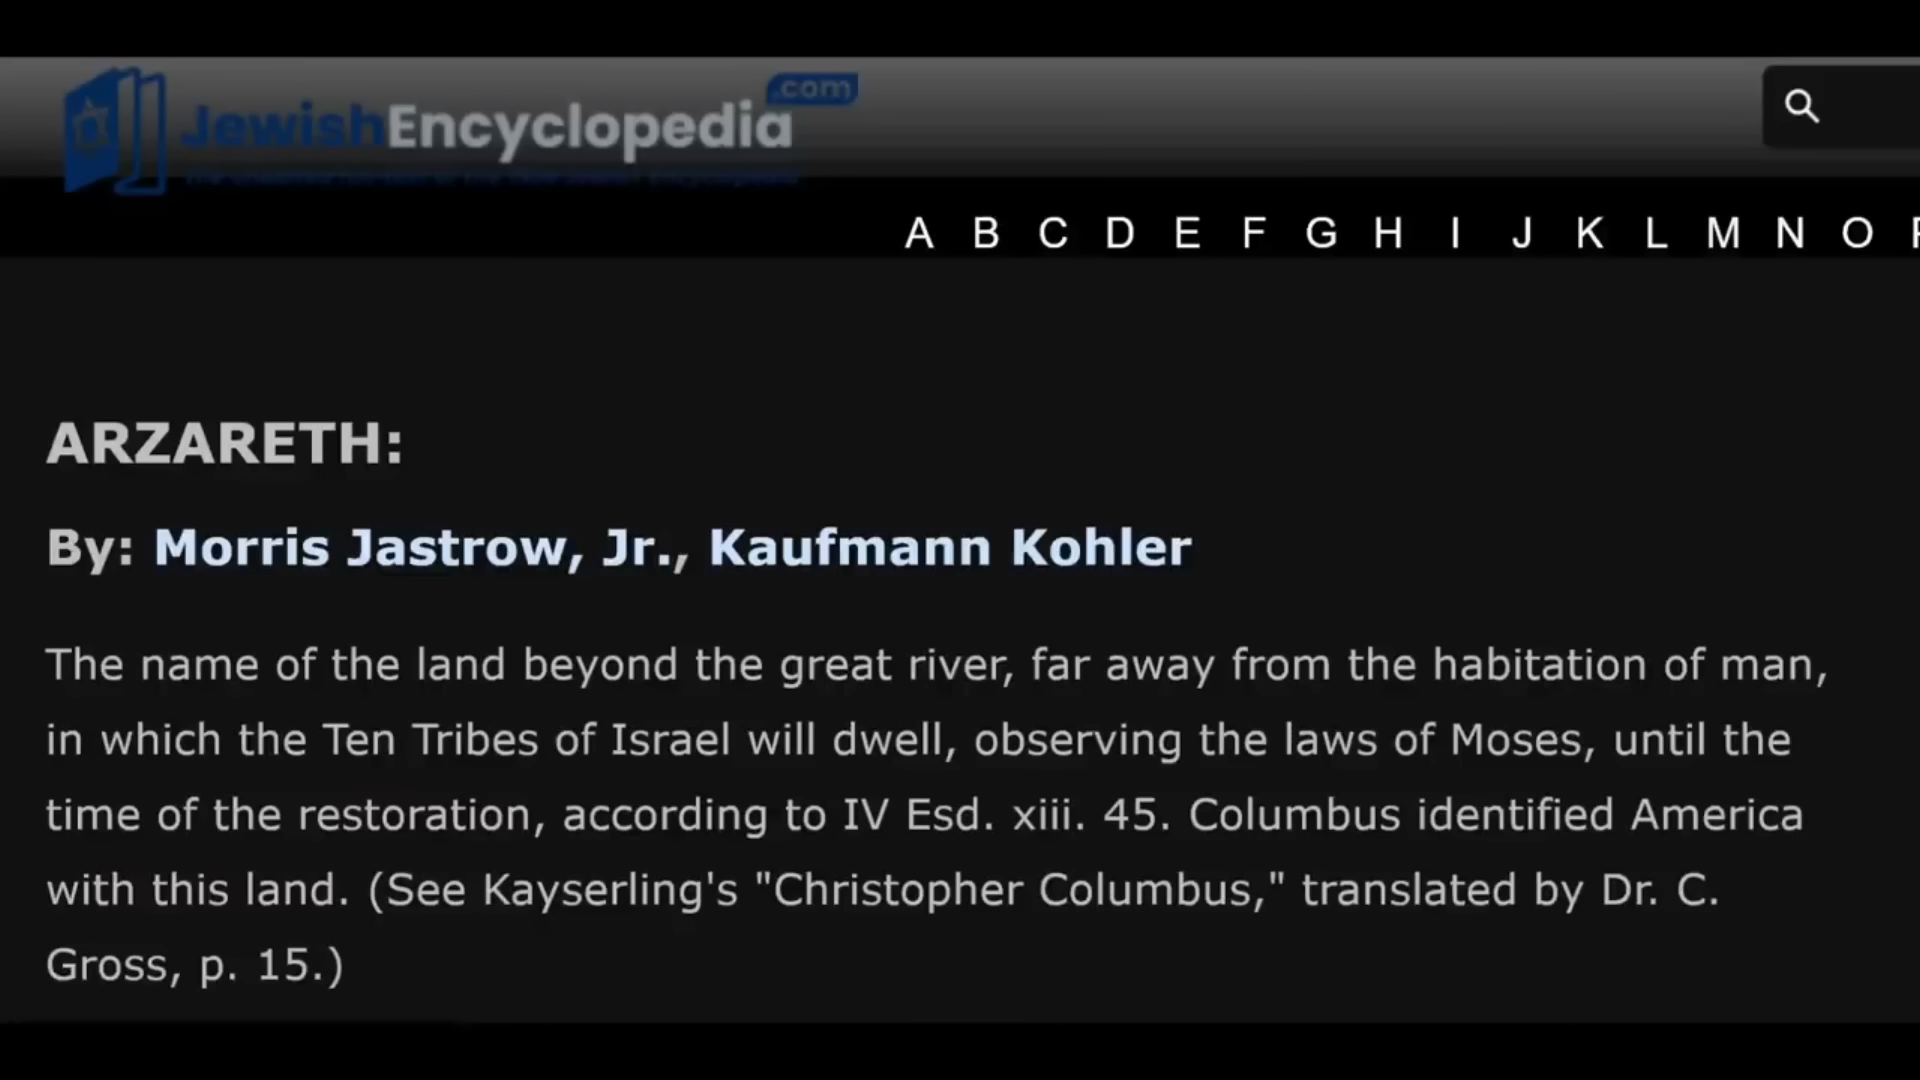 JewishEncyclopedia
.com
A B C D E F G H I J K L M N O
ARZARETH:
By: Morris Jastrow, Jr., Kaufmann Kohler
The name of the land beyond the great river, far away from the habitation of man,
in which the Ten Tribes of Israel will dwell, observing the laws of Moses, until the
time of the restoration, according to IV Esd. xiii. 45. Columbus identified America
with this land. (See Kayserling's "Christopher Columbus," translated by Dr. C.
Gross, p. 15.)